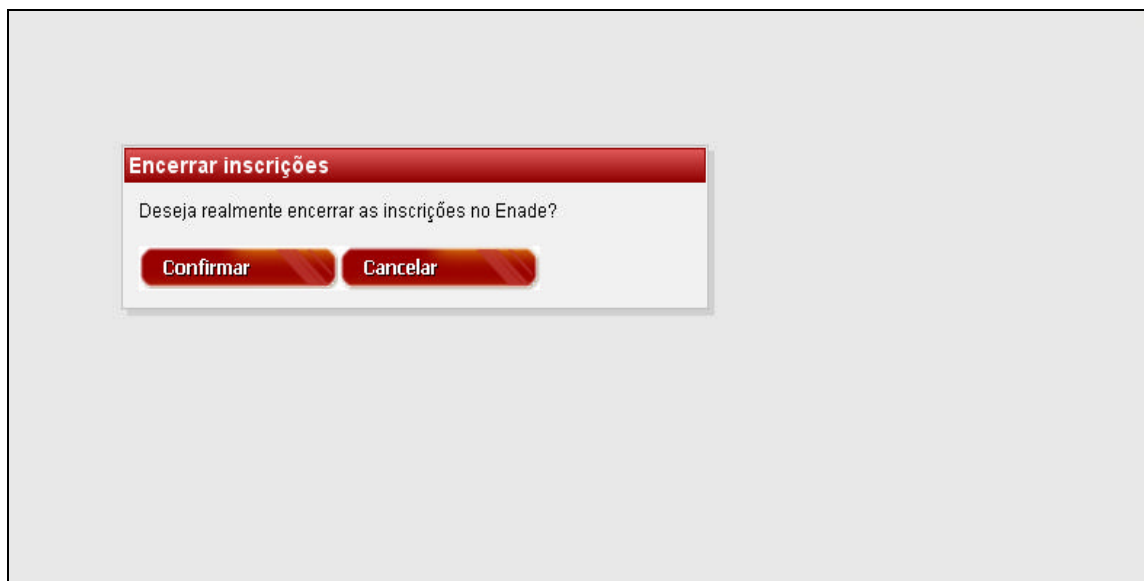 Encerrar inscrições
Deseja realmente encerrar as inscrições no Enade?
Confirmar Cancelar